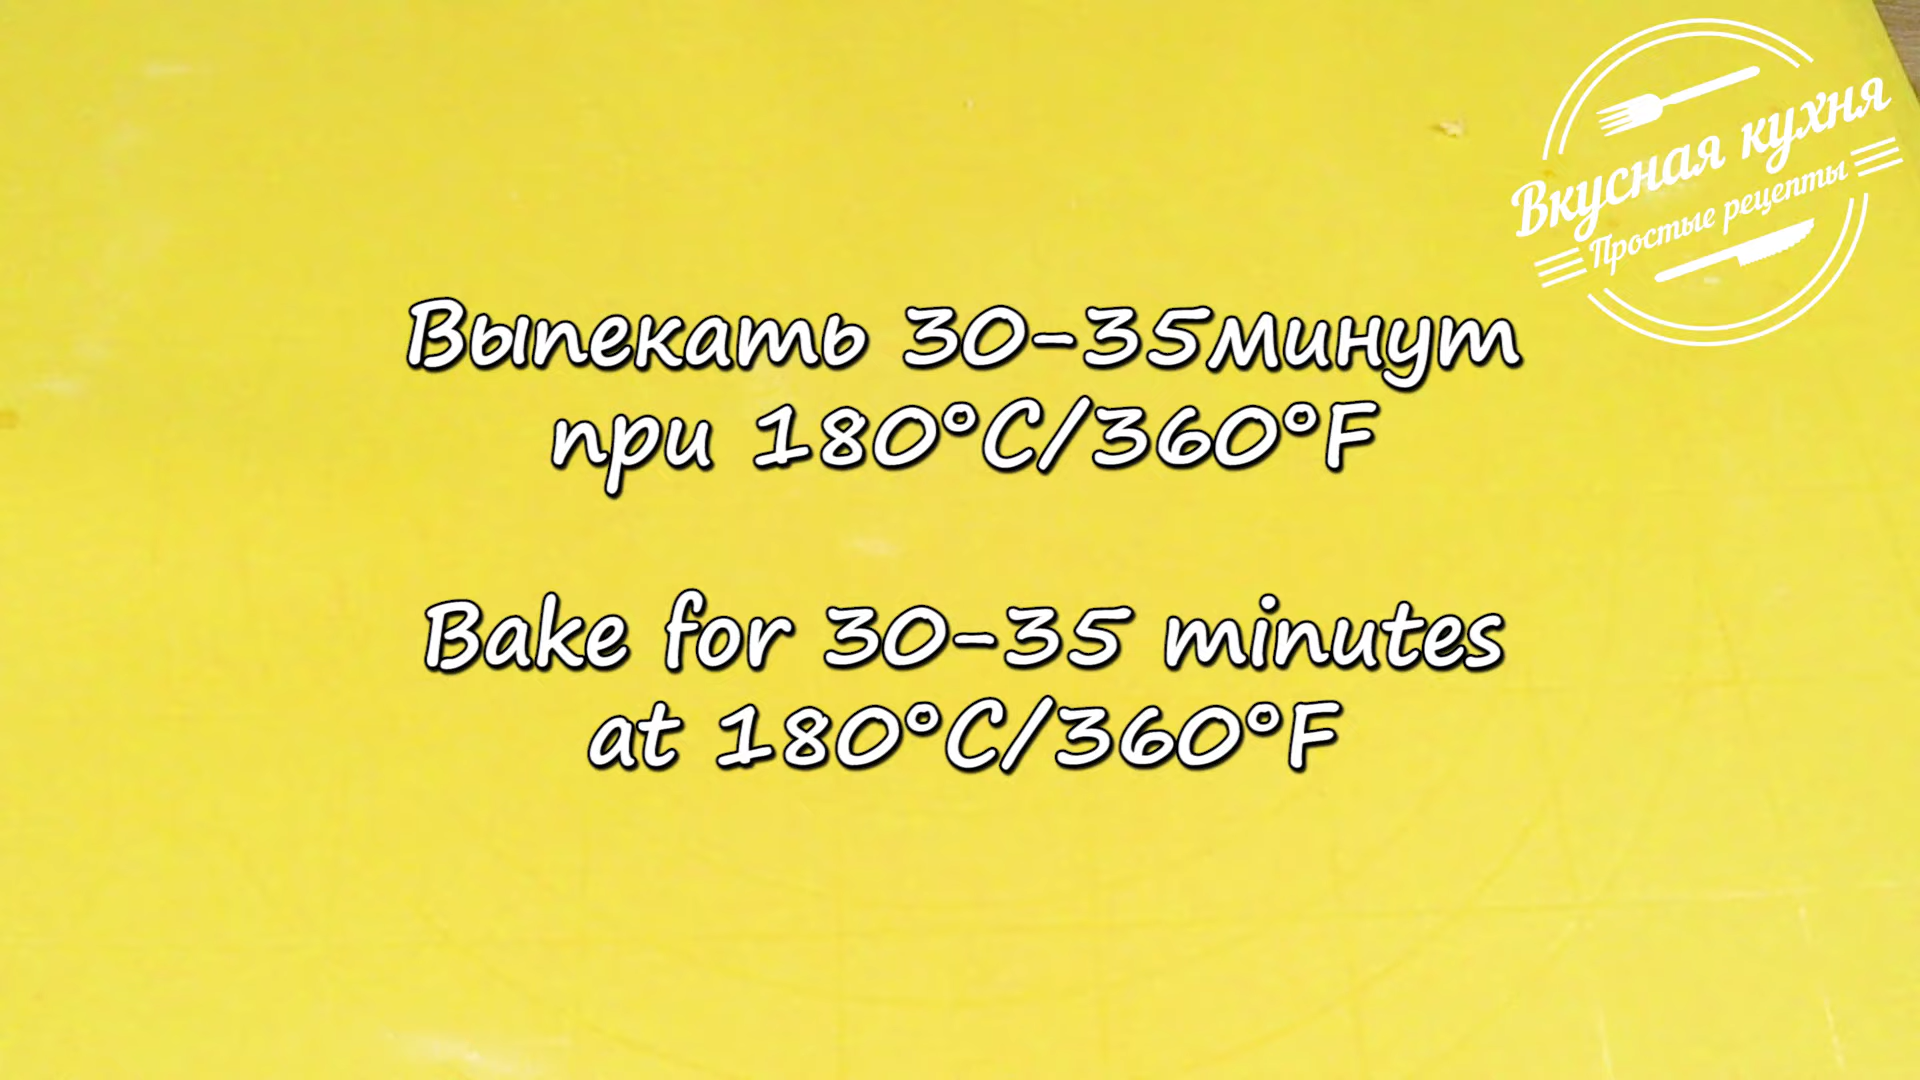 Вкусная кухня
Простые рецепты
Выпекать 30-35минут
при 180°C/360°F
Bake for 30-35 minutes
at 180°C/360°F